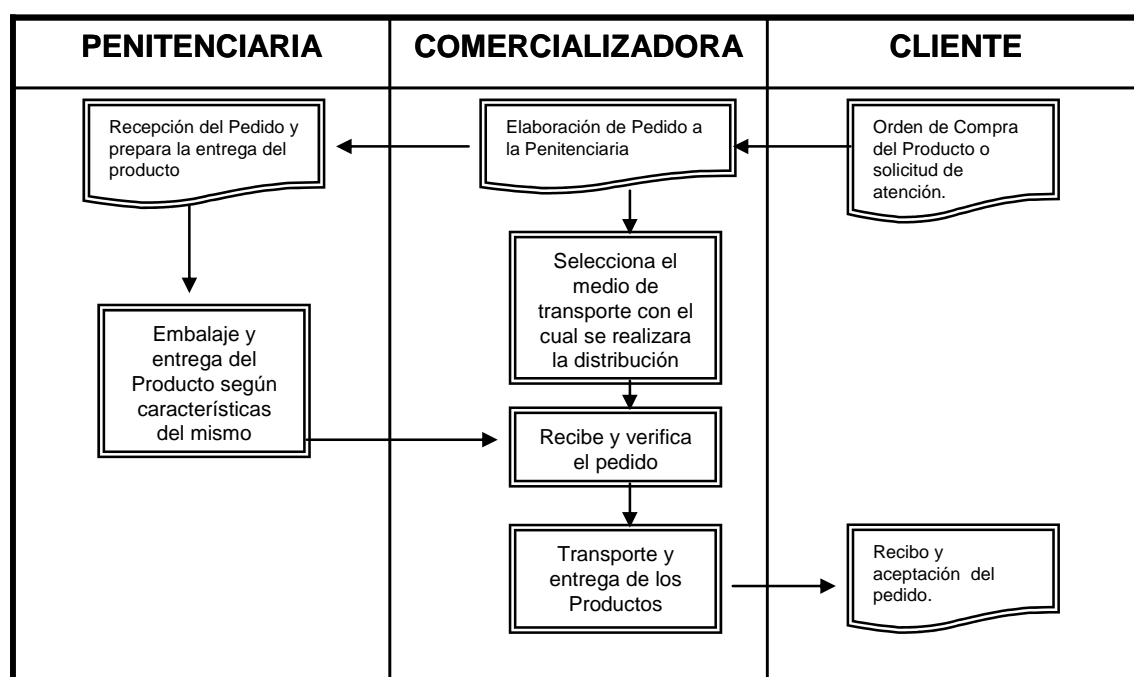 PENITENCIARIA
COMERCIALIZADORA
CLIENTE
Recepción del Pedido y
prepara la entrega del
producto
Elaboración de Pedido a
la Penitenciaria
Orden de Compra
del Producto o
solicitud de
atención.
Selecciona el
medio de
transporte con el
cual se realizara
la distribución
Embalaje y
entrega del
Producto según
características
del mismo
Recibe y verifica
el pedido
Transporte y
entrega de los
Productos
Recibo y
aceptación del
pedido.